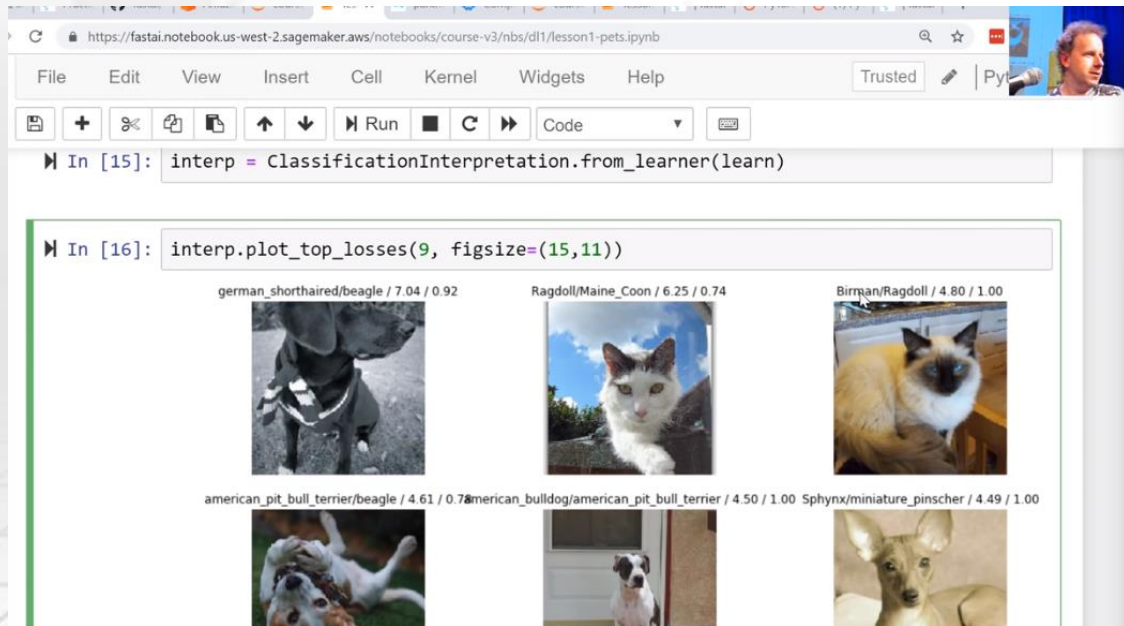 https://fastai.notebook.us-west-2.sagemaker.aws/notebooks/course-v3/nbs/dl1/lesson1-pets.ipynb
File Edit View Insert Cell Kernel Widgets Help Trusted
Run Code
In [15]: interp = ClassificationInterpretation.from_learner(learn)
In [16]: interp.plot_top_losses(9, figsize=(15,11))
german_shorthaired/beagle / 7.04 / 0.92 Ragdoll/Maine_Coon / 6.25 / 0.74 Birman/Ragdoll / 4.80 / 1.00
american_pit_bull_terrier/beagle / 4.61 / 0.78 american_bulldog/american_pit_bull_terrier / 4.50 / 1.00 Sphynx/miniature_pinscher / 4.49 / 1.00